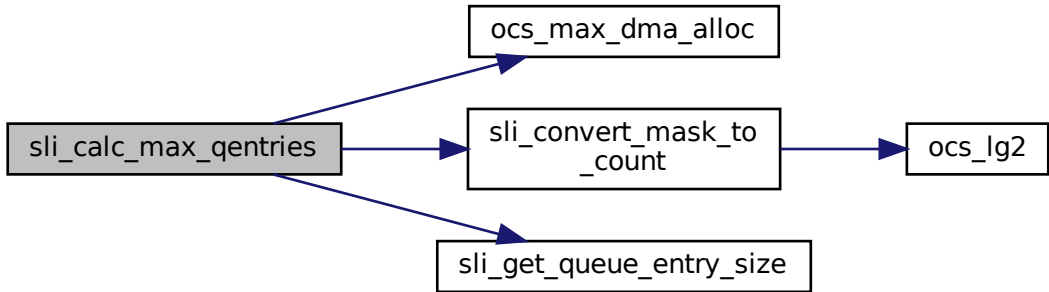 ocs_max_dma_alloc
sli_calc_max_qentries
sli_convert_mask_to
_count
ocs_lg2
sli_get_queue_entry_size